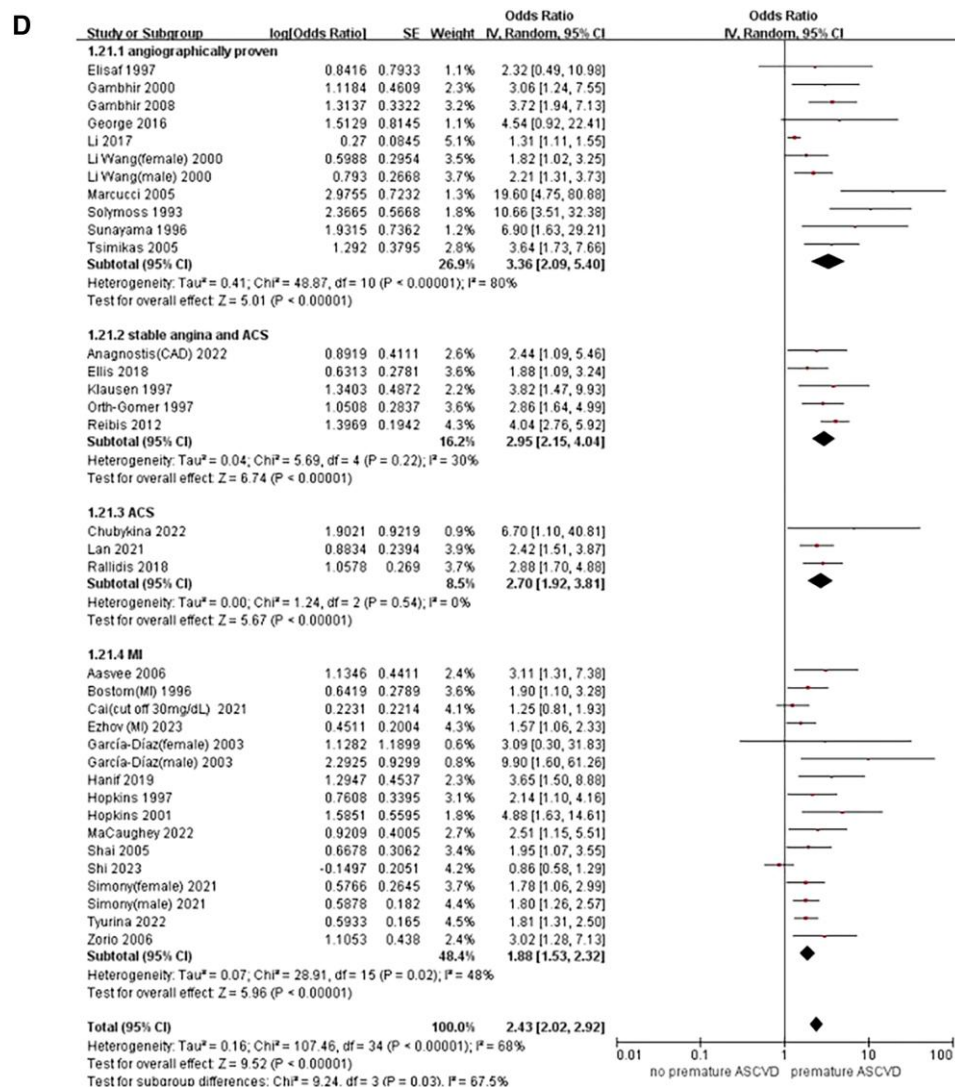 D
Odds Ratio Odds Ratio
Study or Subgroup log[Odds Ratio] SE Weight IV, Random, 95% CI IV, Random, 95% CI
1.21.1 angiographically proven
Elisaf 1997 0.8416 0.7933 1.1% 2.32 [0.49, 10.98]
Gambhir 2000 1.1184 0.4609 2.3% 3.06 [1.24, 7.55]
Gambhir 2008 1.3137 0.3322 3.2% 3.72 [1.94, 7.13]
George 2016 1.5129 0.8145 1.1% 4.54 [0.92, 22.41]
Li 2017 0.27 0.0845 5.1% 1.31 [1.11, 1.55]
Li Wang(female) 2000 0.5988 0.2954 3.5% 1.82 [1.02, 3.25]
Li Wang(male) 2000 0.793 0.2668 3.7% 2.21 [1.31, 3.73]
Marcucci 2005 2.9755 0.7232 1.3% 19.60 [4.75, 80.88]
Solymoss 1993 2.3665 0.5668 1.8% 10.66 [3.51, 32.38]
Sunayama 1996 1.9315 0.7362 1.2% 6.90 [1.63, 29.21]
Tsimikas 2005 1.292 0.3795 2.8% 3.64 [1.73, 7.66]
Subtotal (95% CI) 26.9% 3.36 [2.09, 5.40]
Heterogeneity: Tau² = 0.41; Chi² = 48.87, df = 10 (P < 0.00001); I² = 80%
Test for overall effect: Z = 5.01 (P < 0.00001)
1.21.2 stable angina and ACS
Anagnostis(CAD) 2022 0.8919 0.4111 2.6% 2.44 [1.09, 5.46]
Ellis 2018 0.6313 0.2781 3.6% 1.88 [1.09, 3.24]
Klausen 1997 1.3403 0.4872 2.2% 3.82 [1.47, 9.93]
Orth-Gomer 1997 1.0508 0.2837 3.6% 2.86 [1.64, 4.99]
Reibis 2012 1.3969 0.1942 4.3% 4.04 [2.76, 5.92]
Subtotal (95% CI) 16.2% 2.95 [2.15, 4.04]
Heterogeneity: Tau² = 0.04; Chi² = 5.69, df = 4 (P = 0.22); I² = 30%
Test for overall effect: Z = 6.74 (P < 0.00001)
1.21.3 ACS
Chubykina 2022 1.9021 0.9219 0.9% 6.70 [1.10, 40.81]
Lan 2021 0.8834 0.2394 3.9% 2.42 [1.51, 3.87]
Rallidis 2018 1.0578 0.269 3.7% 2.88 [1.70, 4.88]
Subtotal (95% CI) 8.5% 2.70 [1.92, 3.81]
Heterogeneity: Tau² = 0.00; Chi² = 1.24, df = 2 (P = 0.54); I² = 0%
Test for overall effect: Z = 5.67 (P < 0.00001)
1.21.4 MI
Aasvee 2006 1.1346 0.4411 2.4% 3.11 [1.31, 7.38]
Bostom(MI) 1996 0.6419 0.2789 3.6% 1.90 [1.10, 3.28]
Cai(cut off 30mg/dL) 2021 0.2231 0.2214 4.1% 1.25 [0.81, 1.93]
Ezhov (MI) 2023 0.4511 0.2004 4.3% 1.57 [1.06, 2.33]
García-Díaz(female) 2003 1.1282 1.1899 0.6% 3.09 [0.30, 31.83]
García-Díaz(male) 2003 2.2925 0.9299 0.8% 9.90 [1.60, 61.26]
Hanif 2019 1.2947 0.4537 2.3% 3.65 [1.50, 8.88]
Hopkins 1997 0.7608 0.3395 3.1% 2.14 [1.10, 4.16]
Hopkins 2001 1.5851 0.5595 1.8% 4.88 [1.63, 14.61]
MaCaughey 2022 0.9209 0.4005 2.7% 2.51 [1.15, 5.51]
Shai 2005 0.6678 0.3062 3.4% 1.95 [1.07, 3.55]
Shi 2023 -0.1497 0.2051 4.2% 0.86 [0.58, 1.29]
Simony(female) 2021 0.5766 0.2645 3.7% 1.78 [1.06, 2.99]
Simony(male) 2021 0.5878 0.182 4.4% 1.80 [1.26, 2.57]
Tyurina 2022 0.5933 0.165 4.5% 1.81 [1.31, 2.50]
Zorio 2006 1.1053 0.438 2.4% 3.02 [1.28, 7.13]
Subtotal (95% CI) 48.4% 1.88 [1.53, 2.32]
Heterogeneity: Tau² = 0.07; Chi² = 28.91, df = 15 (P = 0.02); I² = 48%
Test for overall effect: Z = 5.96 (P < 0.00001)
Total (95% CI) 100.0% 2.43 [2.02, 2.92]
Heterogeneity: Tau² = 0.16; Chi² = 107.46, df = 34 (P < 0.00001); I² = 68%
Test for overall effect: Z = 9.52 (P < 0.00001)
Test for subgroup differences: Chi² = 9.24, df = 3 (P = 0.03), I² = 67.5%
0.01 0.1 1 10 100
no premature ASCVD premature ASCVD